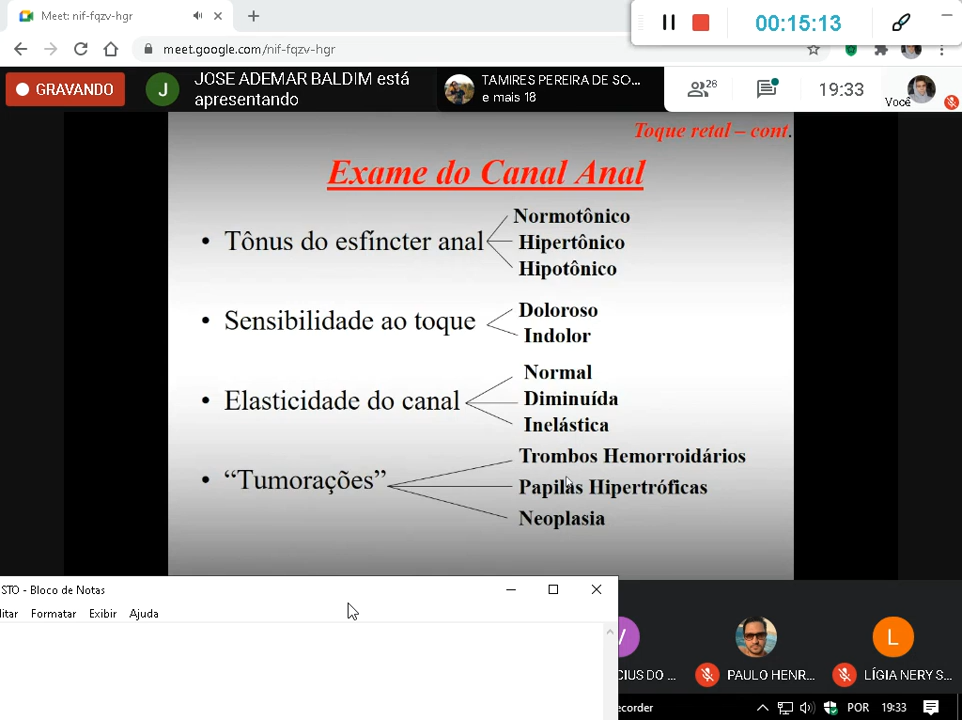 Meet: nif-fqzv-hgr
00:15:13
meet.google.com/nif-fqzv-hgr
GRAVANDO
J
JOSE ADEMAR BALDIM está
apresentando
TAMIRES PEREIRA DE SO...
e mais 18
28
19:33
Você
Toque retal – cont.
Exame do Canal Anal
• Tônus do esfíncter anal
Normotônico
Hipertônico
Hipotônico
• Sensibilidade ao toque
Doloroso
Indolor
• Elasticidade do canal
Normal
Diminuída
Inelástica
• “Tumorações”
Trombos Hemorroidários
Papilas Hipertróficas
Neoplasia
STO - Bloco de Notas
itar Formatar Exibir Ajuda
V
L
CIUS DO ...
PAULO HENR...
LÍGIA NERY S...
ecorder
POR
19:33